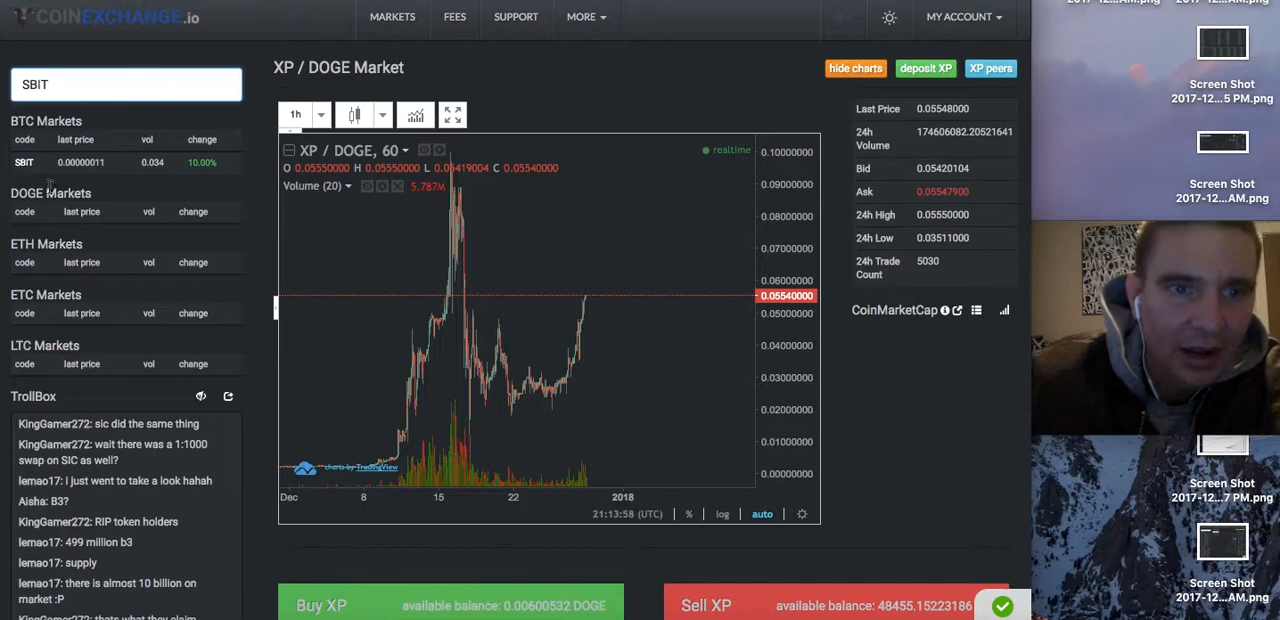 COINEXCHANGE.io
MARKETS
FEES
SUPPORT
MORE
MY ACCOUNT
SBIT
BTC Markets
code last price vol change
SBIT 0.00000011 0.034 10.00%
DOGE Markets
code last price vol change
ETH Markets
code last price vol change
ETC Markets
code last price vol change
LTC Markets
code last price vol change
TrollBox
KingGamer272: sic did the same thing
KingGamer272: wait there was a 1:1000
swap on SIC as well?
lemao17: i just went to take a look hahah
Aisha: B3?
KingGamer272: RIP token holders
lemao17: 499 million b3
lemao17: supply
lemao17: there is almost 10 billion on
market :P
XP / DOGE Market
hide charts
deposit XP
XP peers
1h
XP / DOGE, 60
realtime
O 0.05550000 H 0.05550000 L 0.05419004 C 0.05540000
Volume (20) 5.787M
0.10000000
0.09000000
0.08000000
0.07000000
0.06000000
0.05540000
0.05000000
0.04000000
0.03000000
0.02000000
0.01000000
0.00000000
charts by TradingView
Dec 8 15 22 2018
21:13:58 (UTC) % log auto
Last Price 0.05548000
24h
Volume
174606082.20521641
Bid 0.05420104
Ask 0.05547900
24h High 0.05550000
24h Low 0.03511000
24h Trade
Count
5030
CoinMarketCap
Buy XP available balance: 0.00600532 DOGE
Sell XP available balance: 48455.15223186
Screen Shot
2017-12...5 PM.png
Screen Shot
2017-12...AM.png
Screen Shot
2017-12...7 PM.png
Screen Shot
2017-12...AM.png